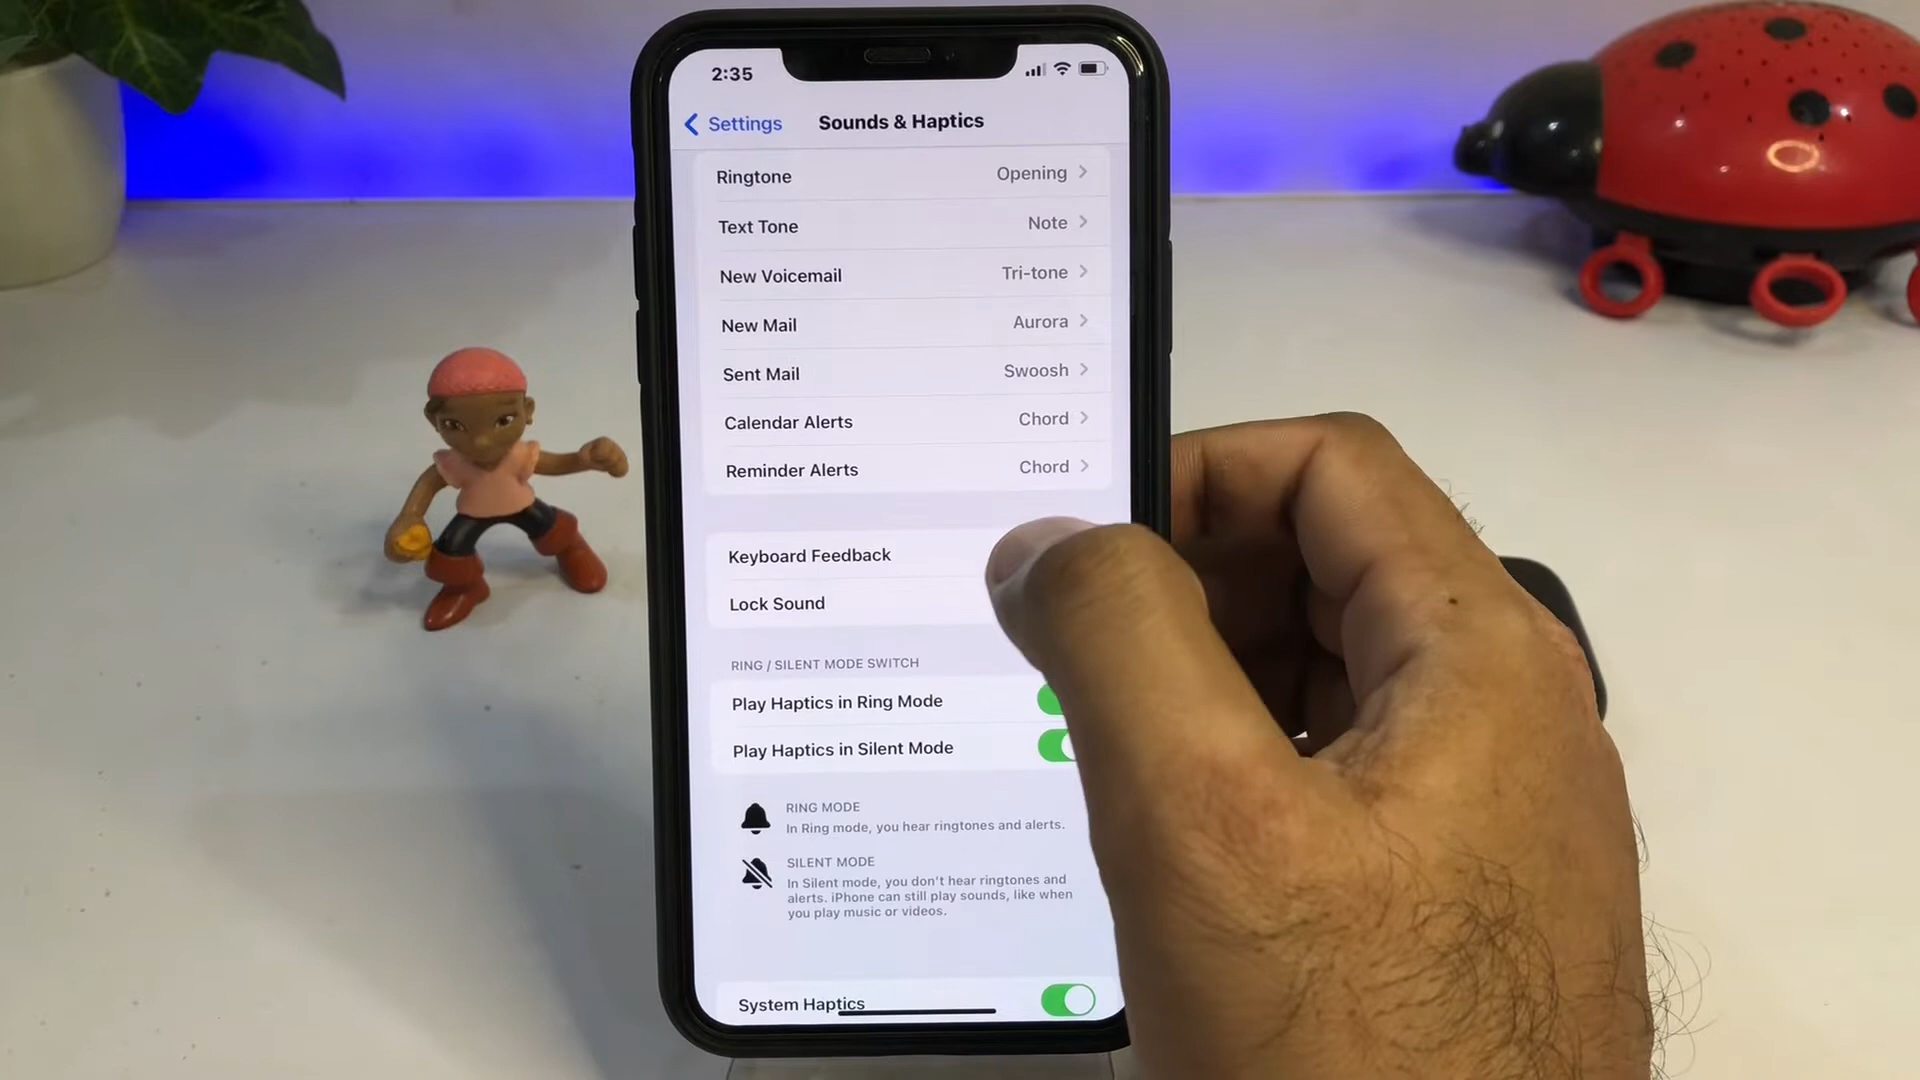 2:35
Settings
Sounds & Haptics
Ringtone Opening
Text Tone Note
New Voicemail Tri-tone
New Mail Aurora
Sent Mail Swoosh
Calendar Alerts Chord
Reminder Alerts Chord
Keyboard Feedback
Lock Sound
RING / SILENT MODE SWITCH
Play Haptics in Ring Mode
Play Haptics in Silent Mode
RING MODE
In Ring mode, you hear ringtones and alerts.
SILENT MODE
In Silent mode, you don't hear ringtones and
alerts. iPhone can still play sounds, like when
you play music or videos.
System Haptics